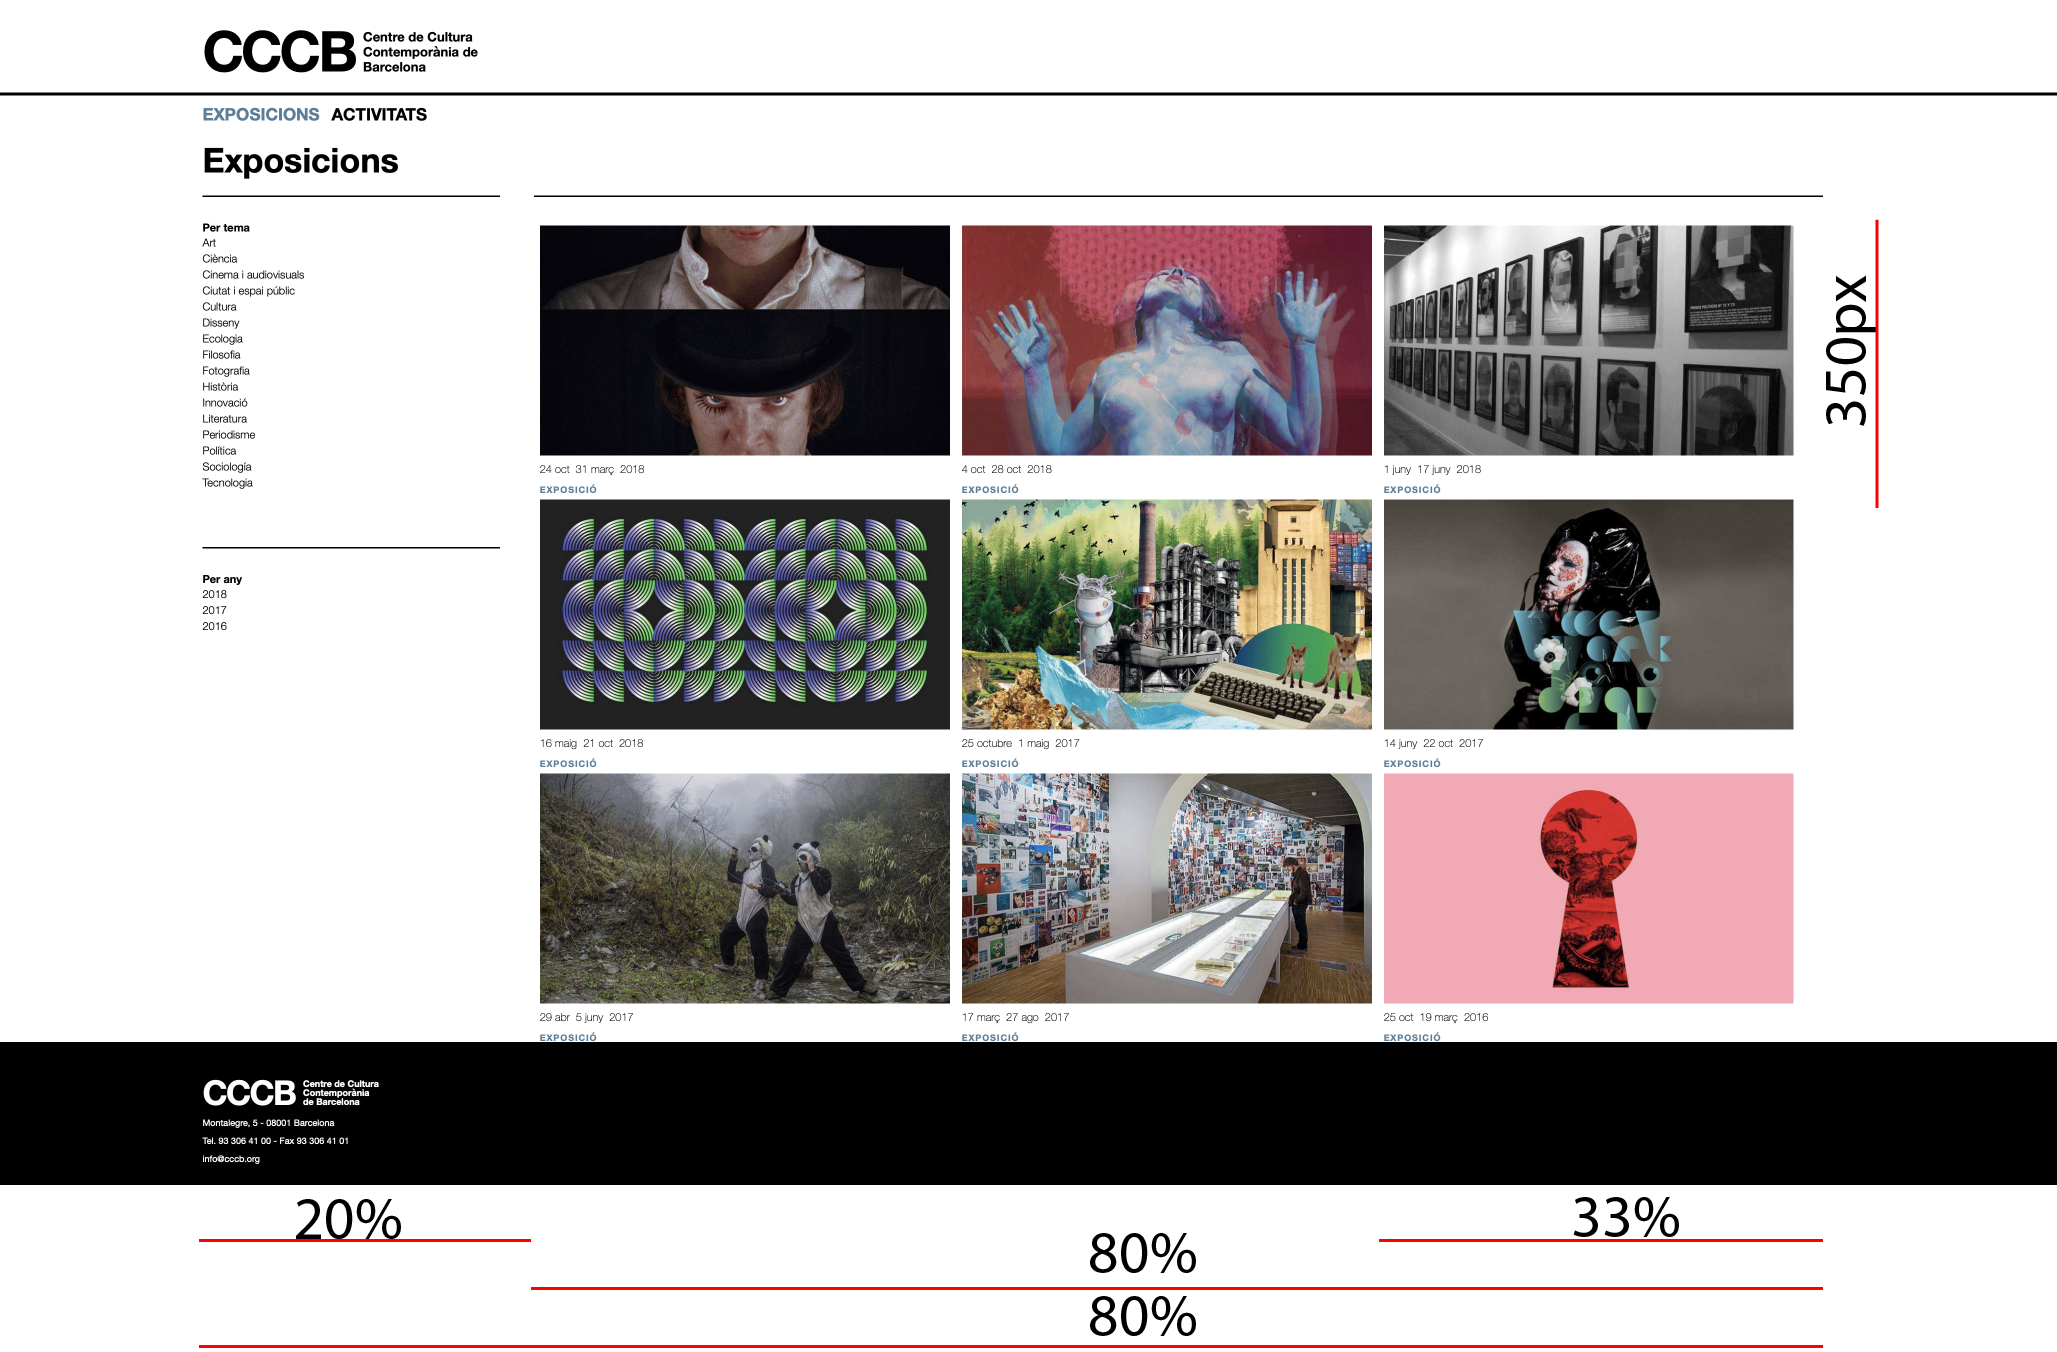 CCCB
Centre de Cultura
Contemporània de
Barcelona
EXPOSICIONS ACTIVITATS
Exposicions
Per tema
Art
Ciència
Cinema i audiovisuals
Ciutat i espai públic
Cultura
Disseny
Ecologia
Filosofia
Fotografia
Història
Innovació
Literatura
Periodisme
Política
Sociología
Tecnologia
Per any
2018
2017
2016
24 oct 31 març 2018
EXPOSICIÓ
4 oct 28 oct 2018
EXPOSICIÓ
1 juny 17 juny 2018
EXPOSICIÓ
350px
16 maig 21 oct 2018
EXPOSICIÓ
25 octubre 1 maig 2017
EXPOSICIÓ
14 juny 22 oct 2017
EXPOSICIÓ
29 abr 5 juny 2017
EXPOSICIÓ
17 març 27 ago 2017
EXPOSICIÓ
25 oct 19 març 2016
EXPOSICIÓ
CCCB
Centre de Cultura
Contemporània
de Barcelona
Montalegre, 5 - 08001 Barcelona
Tel. 93 306 41 00 - Fax 93 306 41 01
info@cccb.org
20%
33%
80%
80%